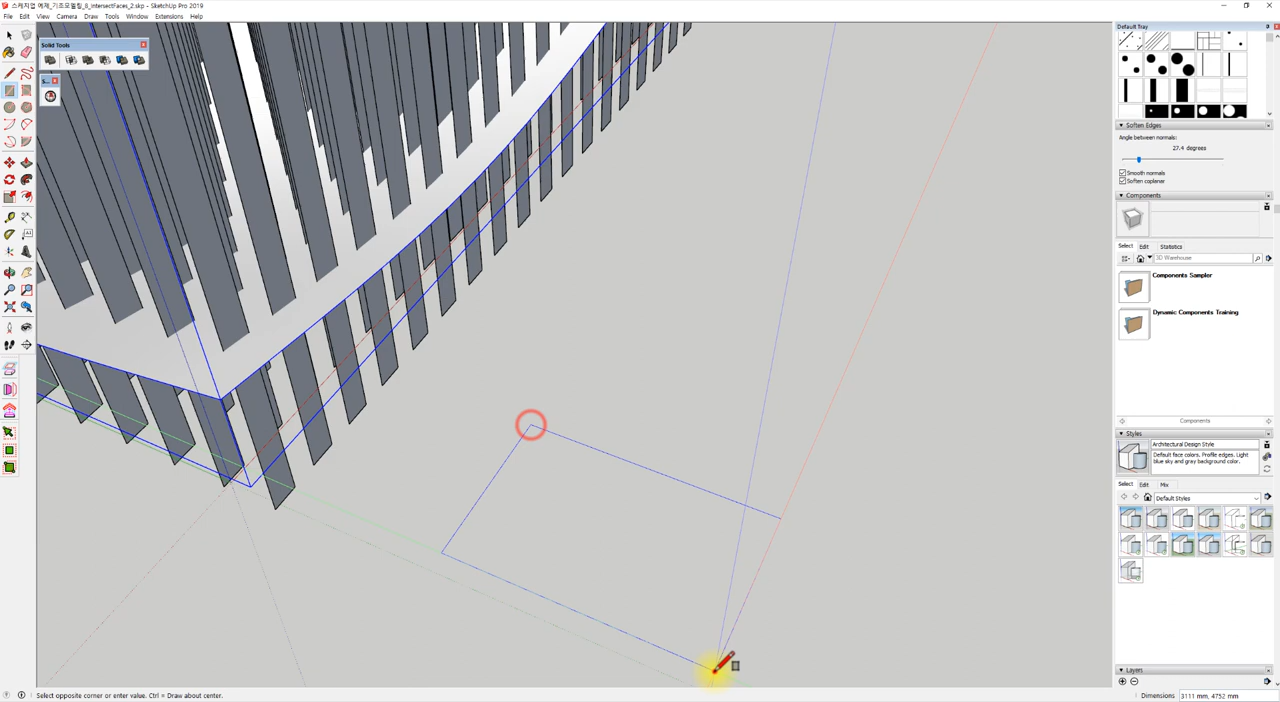 스케치업 예제_기초모델링_8_IntersectFaces_2.skp - SketchUp Pro 2019
File Edit View Camera Draw Tools Window Extensions Help
Solid Tools
S...
Default Tray
Soften Edges
Angle between normals:
27.4 degrees
Smooth normals
Soften coplanar
Components
Select Edit Statistics
3D Warehouse
Components Sampler
Dynamic Components Training
Components
Styles
Architectural Design Style
Default face colors. Profile edges. Light
blue sky and gray background color.
Select Edit Mix
Default Styles
Layers
Select opposite corner or enter value. Ctrl = Draw about center.
Dimensions 3111 mm, 4752 mm